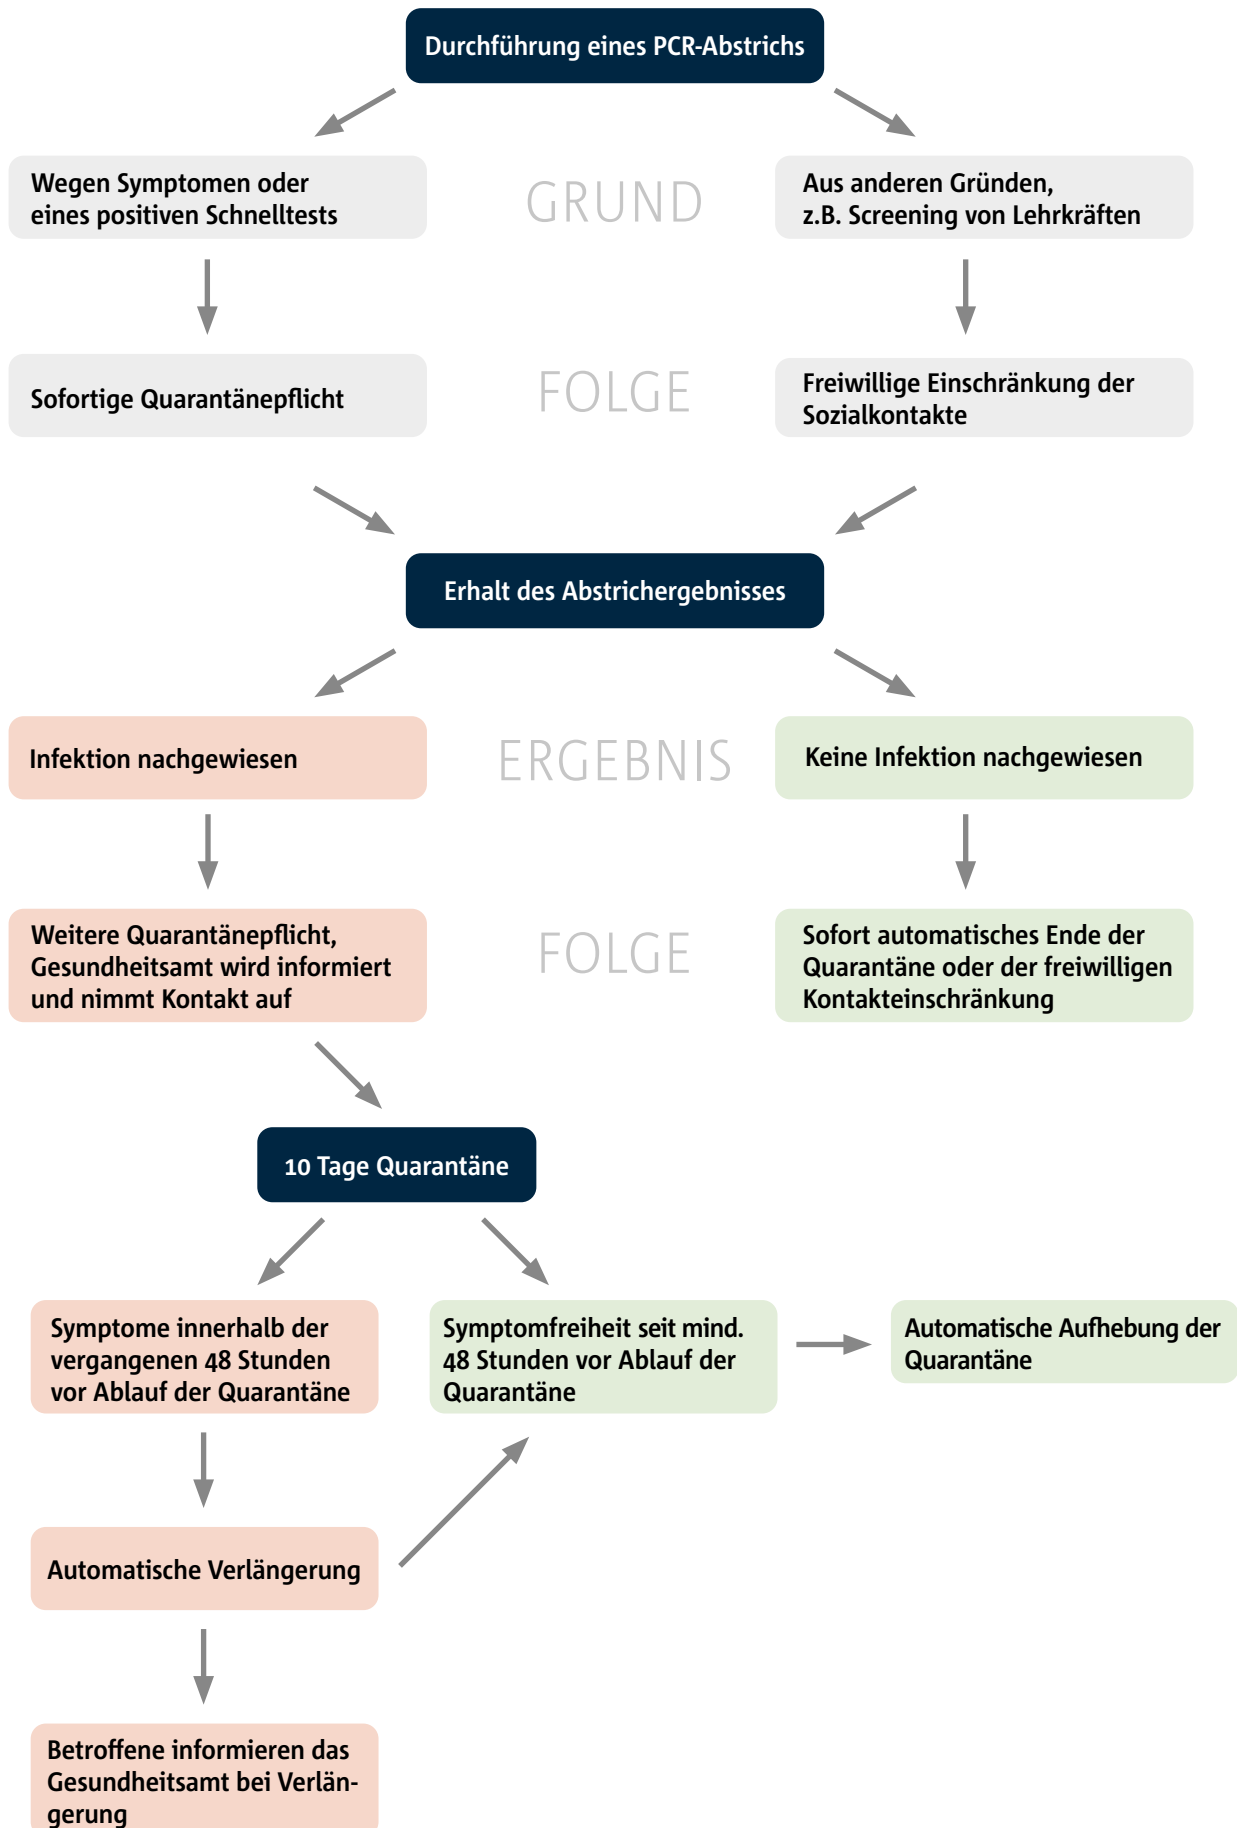 Durchführung eines PCR-Abstrichs
Wegen Symptomen oder
eines positiven Schnelltests
GRUND
Aus anderen Gründen,
z.B. Screening von Lehrkräften
Sofortige Quarantänepflicht
FOLGE
Freiwillige Einschränkung der
Sozialkontakte
Erhalt des Abstrichergebnisses
Infektion nachgewiesen
ERGEBNIS
Keine Infektion nachgewiesen
Weitere Quarantänepflicht,
Gesundheitsamt wird informiert
und nimmt Kontakt auf
FOLGE
Sofort automatisches Ende der
Quarantäne oder der freiwilligen
Kontakteinschränkung
10 Tage Quarantäne
Symptome innerhalb der
vergangenen 48 Stunden
vor Ablauf der Quarantäne
Symptomfreiheit seit mind.
48 Stunden vor Ablauf der
Quarantäne
Automatische Aufhebung der
Quarantäne
Automatische Verlängerung
Betroffene informieren das
Gesundheitsamt bei Verlän-
gerung